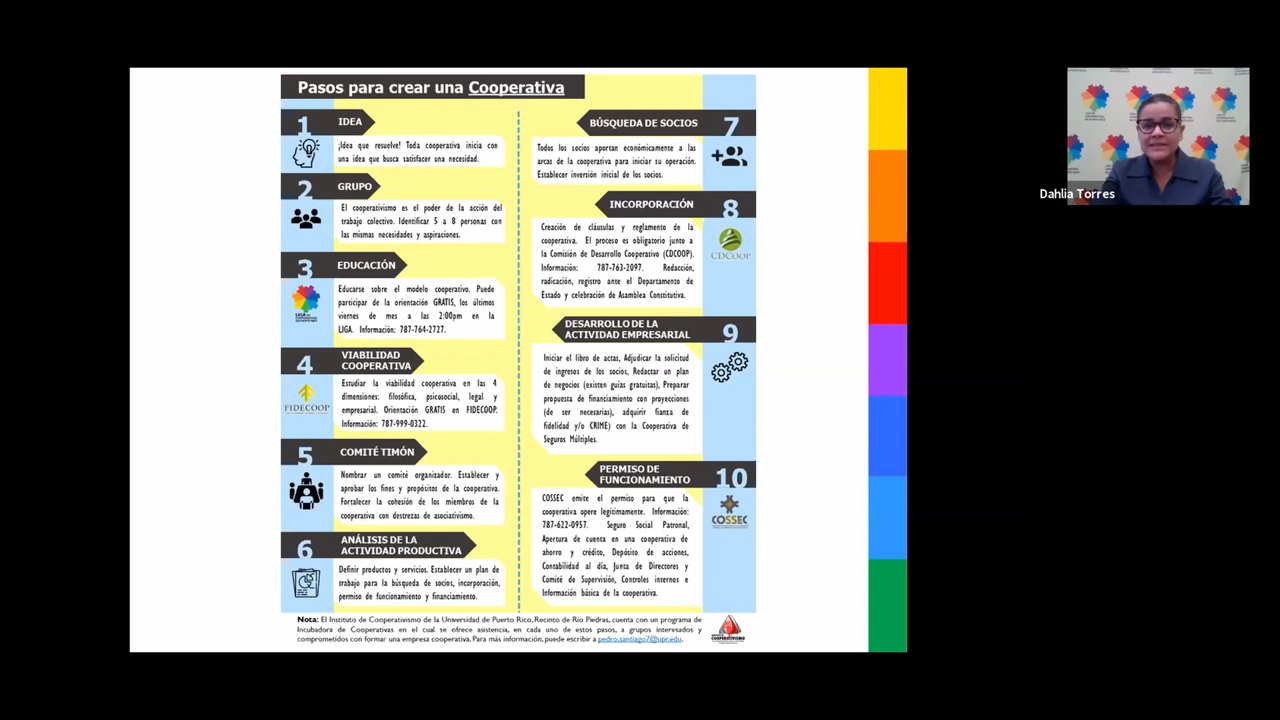 Pasos para crear una Cooperativa
1
IDEA
¡Idea que resuelve! Toda cooperativa inicia con
una idea que busca satisfacer una necesidad.
2
GRUPO
El cooperativismo es el poder de la acción del
trabajo colectivo. Identificar 5 a 8 personas con
las mismas necesidades y aspiraciones.
3
EDUCACIÓN
Educarse sobre el modelo cooperativo. Puede
participar de la orientación GRATIS, los últimos
viernes de mes a las 2:00pm en la
LIGA. Información: 787-764-2727.
4
VIABILIDAD
COOPERATIVA
Estudiar la viabilidad cooperativa en las 4
dimensiones: filosófica, psicosocial, legal y
empresarial. Orientación GRATIS en FIDECOOP.
Información: 787-999-0322.
FIDECOOP
5
COMITÉ TIMÓN
Nombrar un comité organizador. Establecer y
aprobar los fines y propósitos de la cooperativa.
Fortalecer la cohesión de los miembros de la
cooperativa con destrezas de asociativismo.
6
ANÁLISIS DE LA
ACTIVIDAD PRODUCTIVA
Definir productos y servicios. Establecer un plan de
trabajo para la búsqueda de socios, incorporación,
permiso de funcionamiento y financiamiento.
BÚSQUEDA DE SOCIOS
7
Todos los socios aportan económicamente a las
arcas de la cooperativa para iniciar su operación.
Establecer inversión inicial de los socios.
INCORPORACIÓN
8
Creación de cláusulas y reglamento de la
cooperativa. El proceso es obligatorio junto a
la Comisión de Desarrollo Cooperativo (CDCOOP).
Información: 787-763-2097. Redacción,
radicación, registro ante el Departamento de
Estado y celebración de Asamblea Constitutiva.
CDCOOP
DESARROLLO DE LA
ACTIVIDAD EMPRESARIAL
9
Iniciar el libro de actas, Adjudicar la solicitud
de ingresos de los socios, Redactar un plan
de negocios (existen guías gratuitas), Preparar
propuesta de financiamiento con proyecciones
(de ser necesarias), adquirir fianza de
fidelidad y/o CRIME) con la Cooperativa de
Seguros Múltiples.
PERMISO DE
FUNCIONAMIENTO
10
COSSEC emite el permiso para que la
cooperativa opere legítimamente. Información:
787-622-0957. Seguro Social Patronal,
Apertura de cuenta en una cooperativa de
ahorro y crédito, Depósito de acciones,
Contabilidad al día, Junta de Directores y
Comité de Supervisión, Controles internos e
Información básica de la cooperativa.
COSSEC
Nota: El Instituto de Cooperativismo de la Universidad de Puerto Rico, Recinto de Río Piedras, cuenta con un programa de
Incubadora de Cooperativas en el cual se ofrece asistencia, en cada uno de estos pasos, a grupos interesados y
comprometidos con formar una empresa cooperativa. Para más información, puede escribir a pedro.santiago7@upr.edu.
COOPERATIVISMO
Dahlia Torres